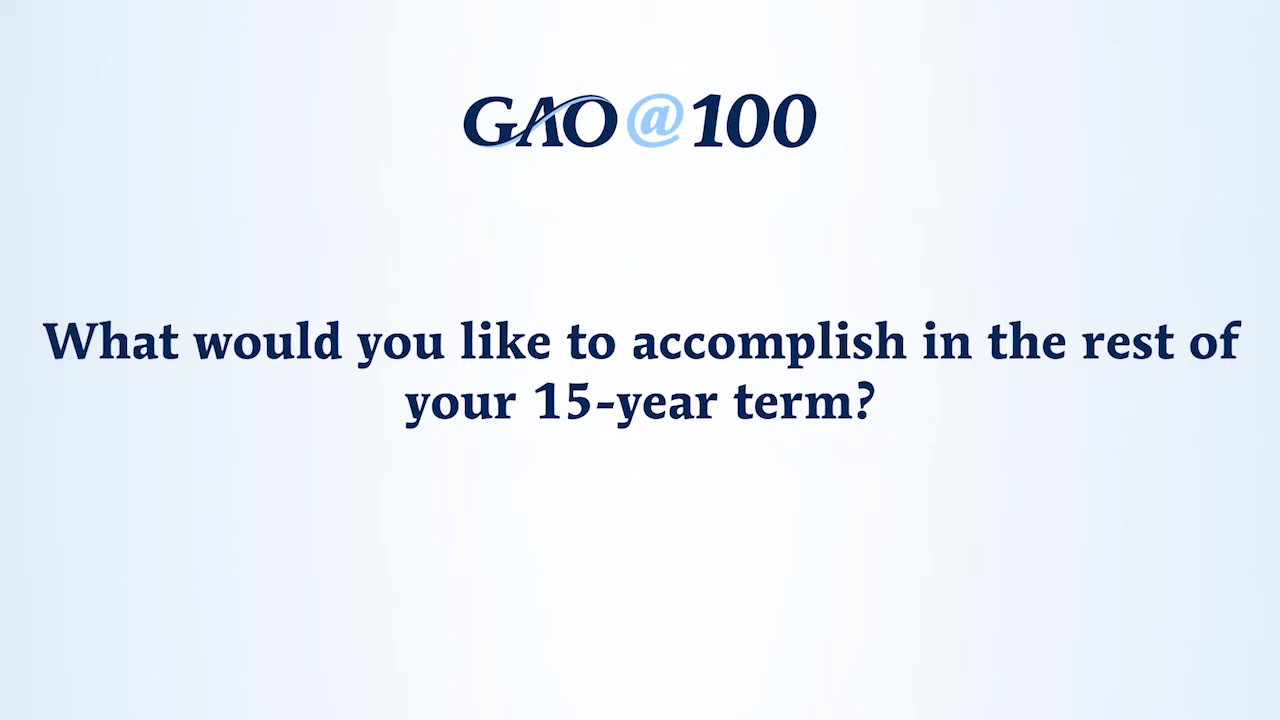 GAO@100
What would you like to accomplish in the rest of
your 15-year term?